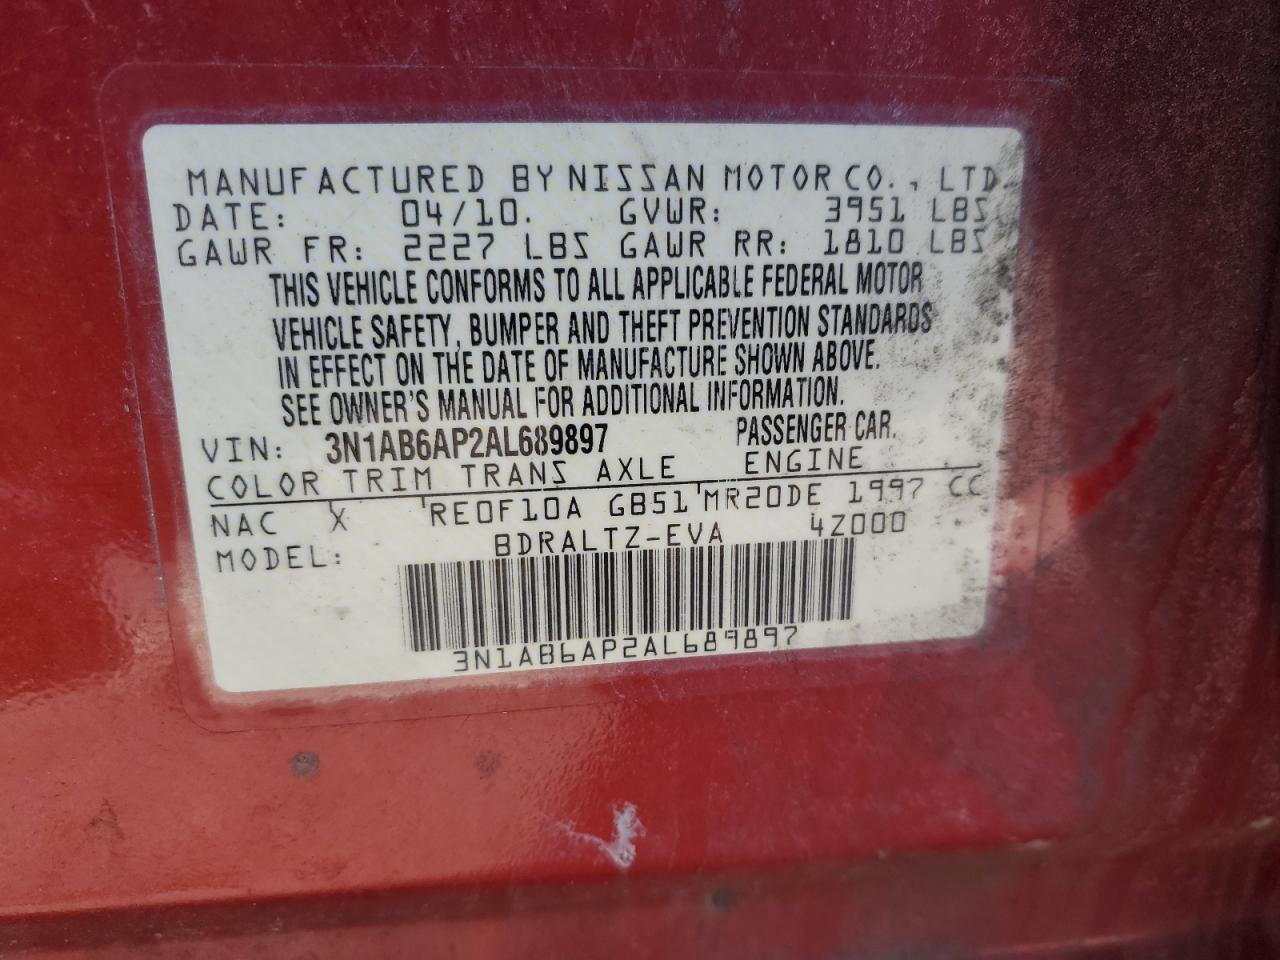 MANUFACTURED BY NISSAN MOTOR CO., LTD.
DATE: 04/10. GVWR: 3951 LBS
GAWR FR: 2227 LBS GAWR RR: 1810 LBS
THIS VEHICLE CONFORMS TO ALL APPLICABLE FEDERAL MOTOR
VEHICLE SAFETY, BUMPER AND THEFT PREVENTION STANDARDS
IN EFFECT ON THE DATE OF MANUFACTURE SHOWN ABOVE.
SEE OWNER'S MANUAL FOR ADDITIONAL INFORMATION.
VIN: 3N1AB6AP2AL689897 PASSENGER CAR.
COLOR TRIM TRANS AXLE ENGINE
NAC X RE0F10A GB51 MR20DE 1997 CC
MODEL: BDRALTZ-EVA 4Z000
3N1AB6AP2AL689897